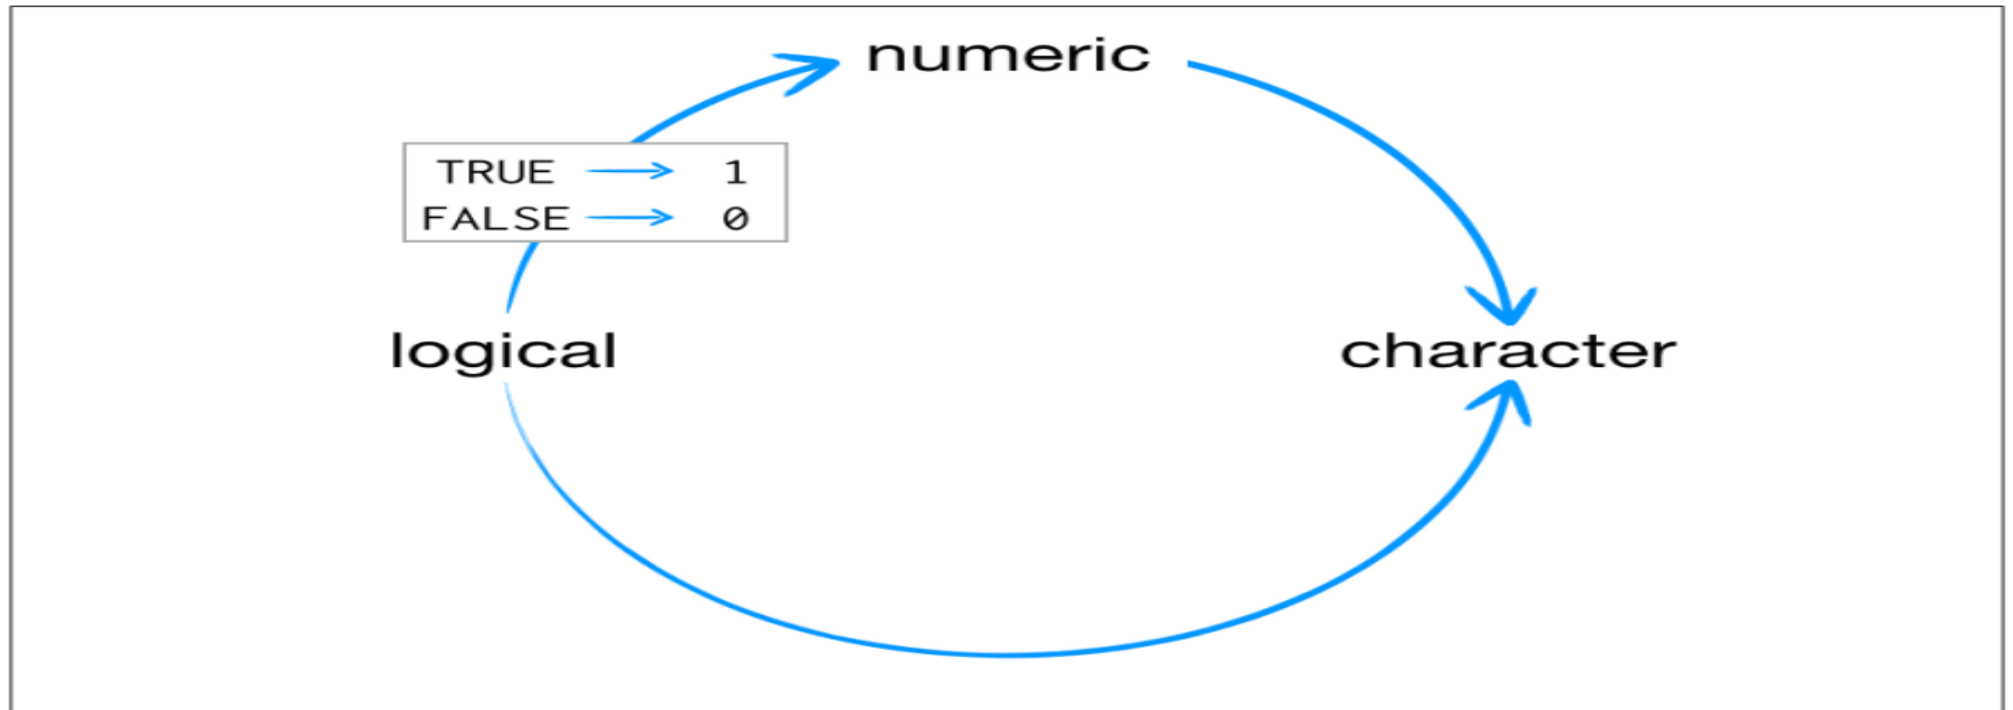 numeric
TRUE → 1
FALSE → 0
logical
character